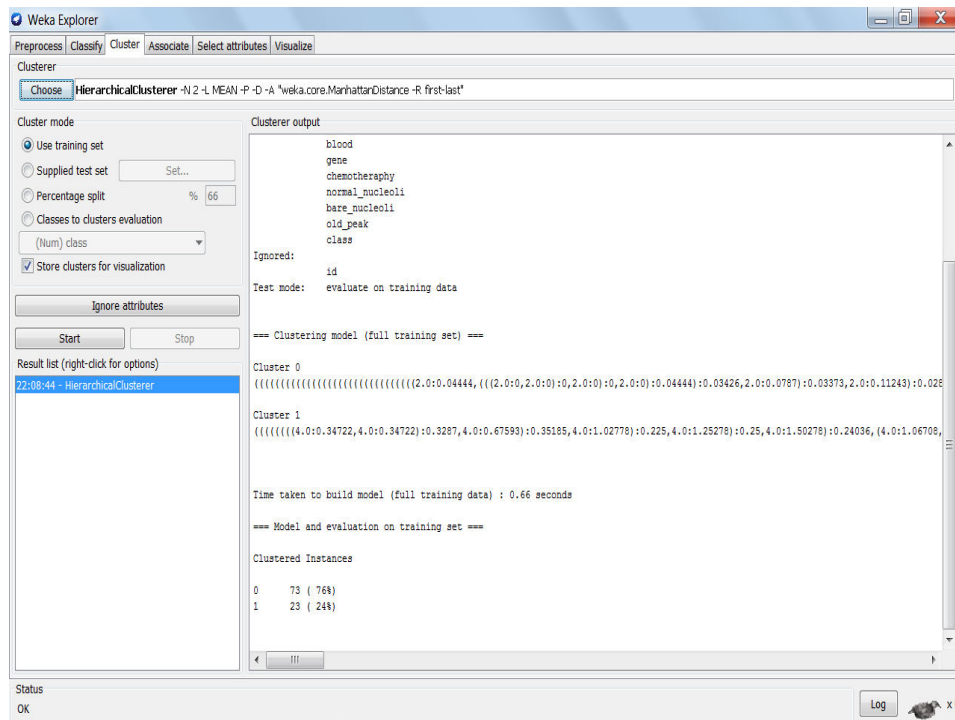 Weka Explorer
Preprocess Classify Cluster Associate Select attributes Visualize
Clusterer
Choose HierarchicalClusterer -N 2 -L MEAN -P -D -A "weka.core.ManhattanDistance -R first-last"
Cluster mode
Use training set
Supplied test set Set...
Percentage split % 66
Classes to clusters evaluation
(Num) class
Store clusters for visualization
Ignore attributes
Start Stop
Result list (right-click for options)
22:08:44 - HierarchicalClusterer
Clusterer output
blood
gene
chemotheraphy
normal_nucleoli
bare_nucleoli
old_peak
class
Ignored:
id
Test mode: evaluate on training data
=== Clustering model (full training set) ===
Cluster 0
((((((((((((((((((((((((((((((((2.0:0.04444,(((2.0:0,2.0:0):0,2.0:0):0,2.0:0):0.04444):0.03426,2.0:0.0787):0.03373,2.0:0.11243):0.028
Cluster 1
((((((((4.0:0.34722,4.0:0.34722):0.3287,4.0:0.67593):0.35185,4.0:1.02778):0.225,4.0:1.25278):0.25,4.0:1.50278):0.24036,(4.0:1.06708,
Time taken to build model (full training data) : 0.66 seconds
=== Model and evaluation on training set ===
Clustered Instances
0 73 ( 76%)
1 23 ( 24%)
Status
OK
Log x